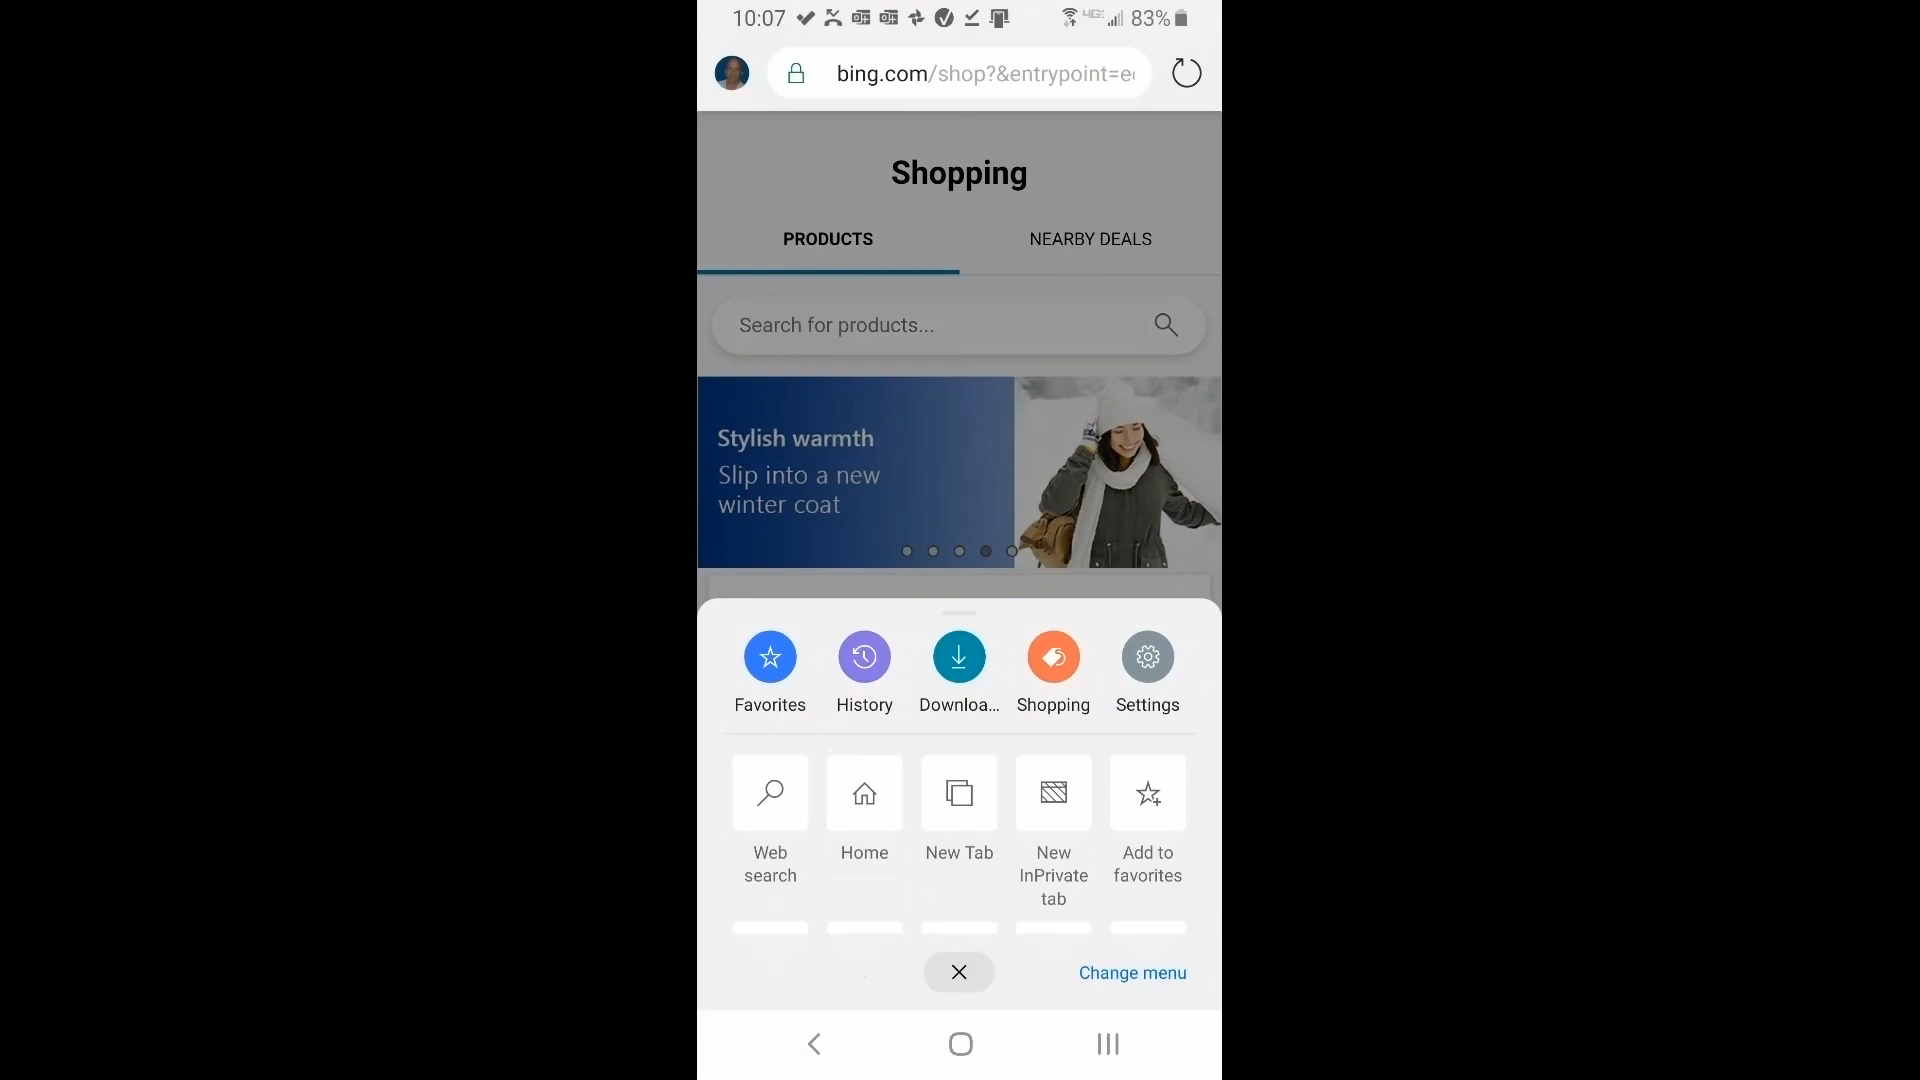 10:07 83%
bing.com/shop?&entrypoint=e
Shopping
PRODUCTS NEARBY DEALS
Search for products...
Stylish warmth
Slip into a new
winter coat
Favorites History Downloa... Shopping Settings
Web search
Home
New Tab
New InPrivate tab
Add to favorites
Change menu